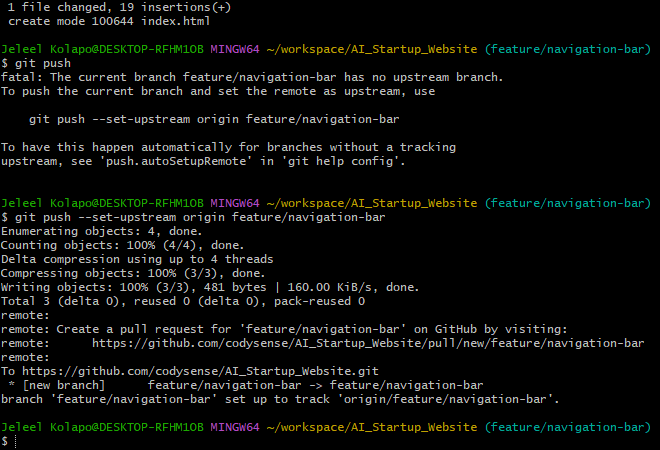 1 file changed, 19 insertions(+)
create mode 100644 index.html
Jeleel Kolapo@DESKTOP-RFHM1OB MINGW64 ~/workspace/AI_Startup_Website (feature/navigation-bar)
$ git push
fatal: The current branch feature/navigation-bar has no upstream branch.
To push the current branch and set the remote as upstream, use
git push --set-upstream origin feature/navigation-bar
To have this happen automatically for branches without a tracking
upstream, see 'push.autoSetupRemote' in 'git help config'.
Jeleel Kolapo@DESKTOP-RFHM1OB MINGW64 ~/workspace/AI_Startup_Website (feature/navigation-bar)
$ git push --set-upstream origin feature/navigation-bar
Enumerating objects: 4, done.
Counting objects: 100% (4/4), done.
Delta compression using up to 4 threads
Compressing objects: 100% (3/3), done.
Writing objects: 100% (3/3), 481 bytes | 160.00 KiB/s, done.
Total 3 (delta 0), reused 0 (delta 0), pack-reused 0
remote:
remote: Create a pull request for 'feature/navigation-bar' on GitHub by visiting:
remote:      https://github.com/codysense/AI_Startup_Website/pull/new/feature/navigation-bar
remote:
To https://github.com/codysense/AI_Startup_Website.git
* [new branch]      feature/navigation-bar -> feature/navigation-bar
branch 'feature/navigation-bar' set up to track 'origin/feature/navigation-bar'.
Jeleel Kolapo@DESKTOP-RFHM1OB MINGW64 ~/workspace/AI_Startup_Website (feature/navigation-bar)
$